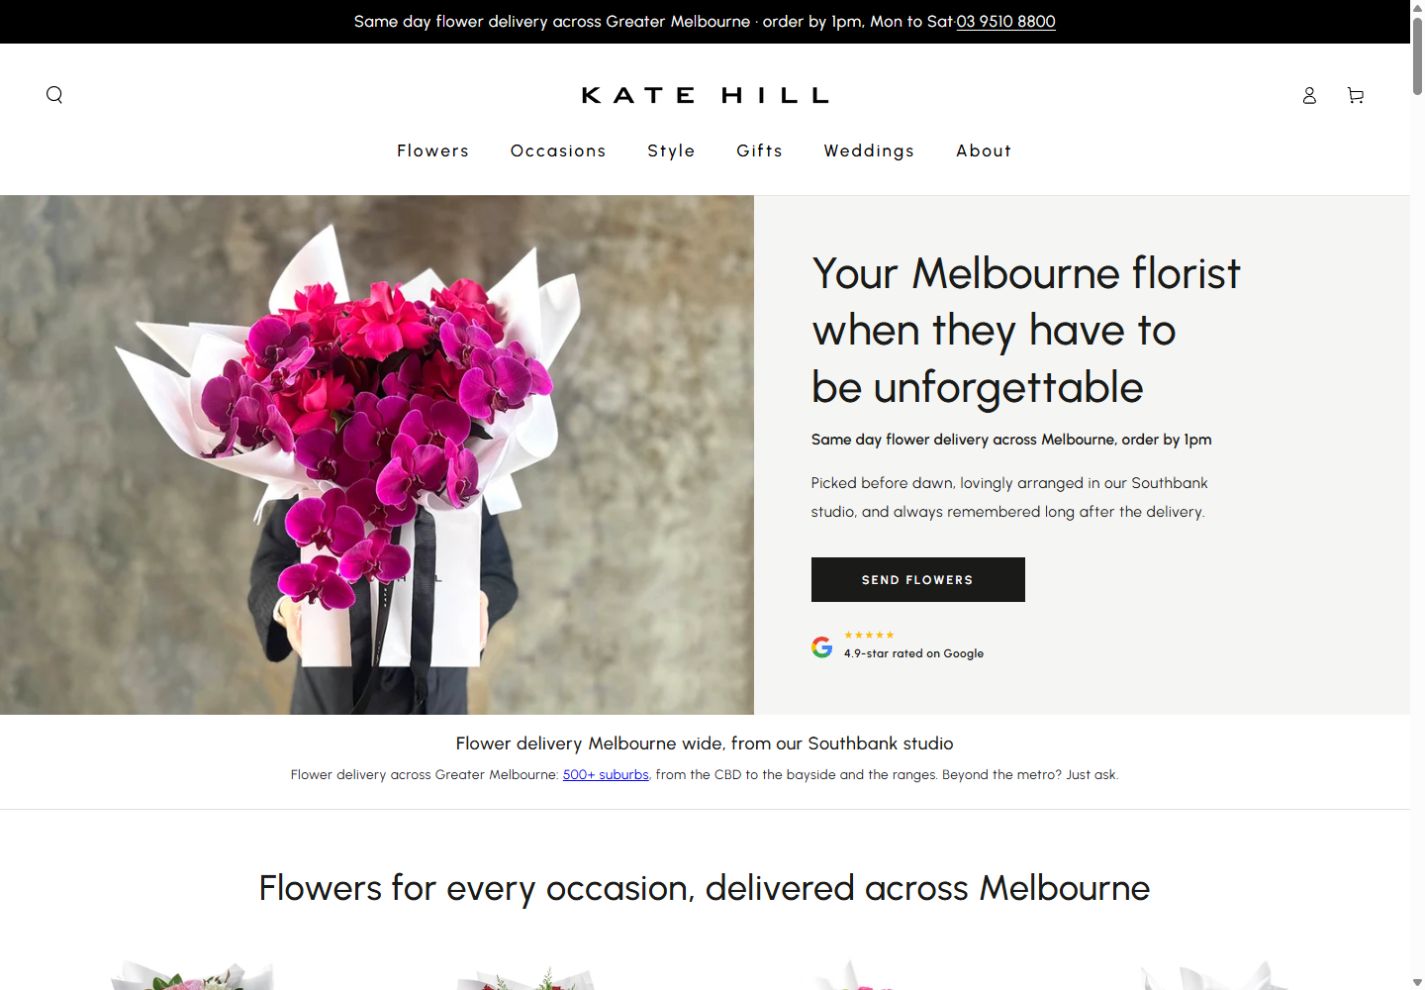 Same day flower delivery across Greater Melbourne · order by 1pm, Mon to Sat·03 9510 8800
KATE HILL
Flowers Occasions Style Gifts Weddings About
Your Melbourne florist
when they have to
be unforgettable
Same day flower delivery across Melbourne, order by 1pm
Picked before dawn, lovingly arranged in our Southbank
studio, and always remembered long after the delivery.
SEND FLOWERS
4.9-star rated on Google
Flower delivery Melbourne wide, from our Southbank studio
Flower delivery across Greater Melbourne: 500+ suburbs, from the CBD to the bayside and the ranges. Beyond the metro? Just ask.
Flowers for every occasion, delivered across Melbourne